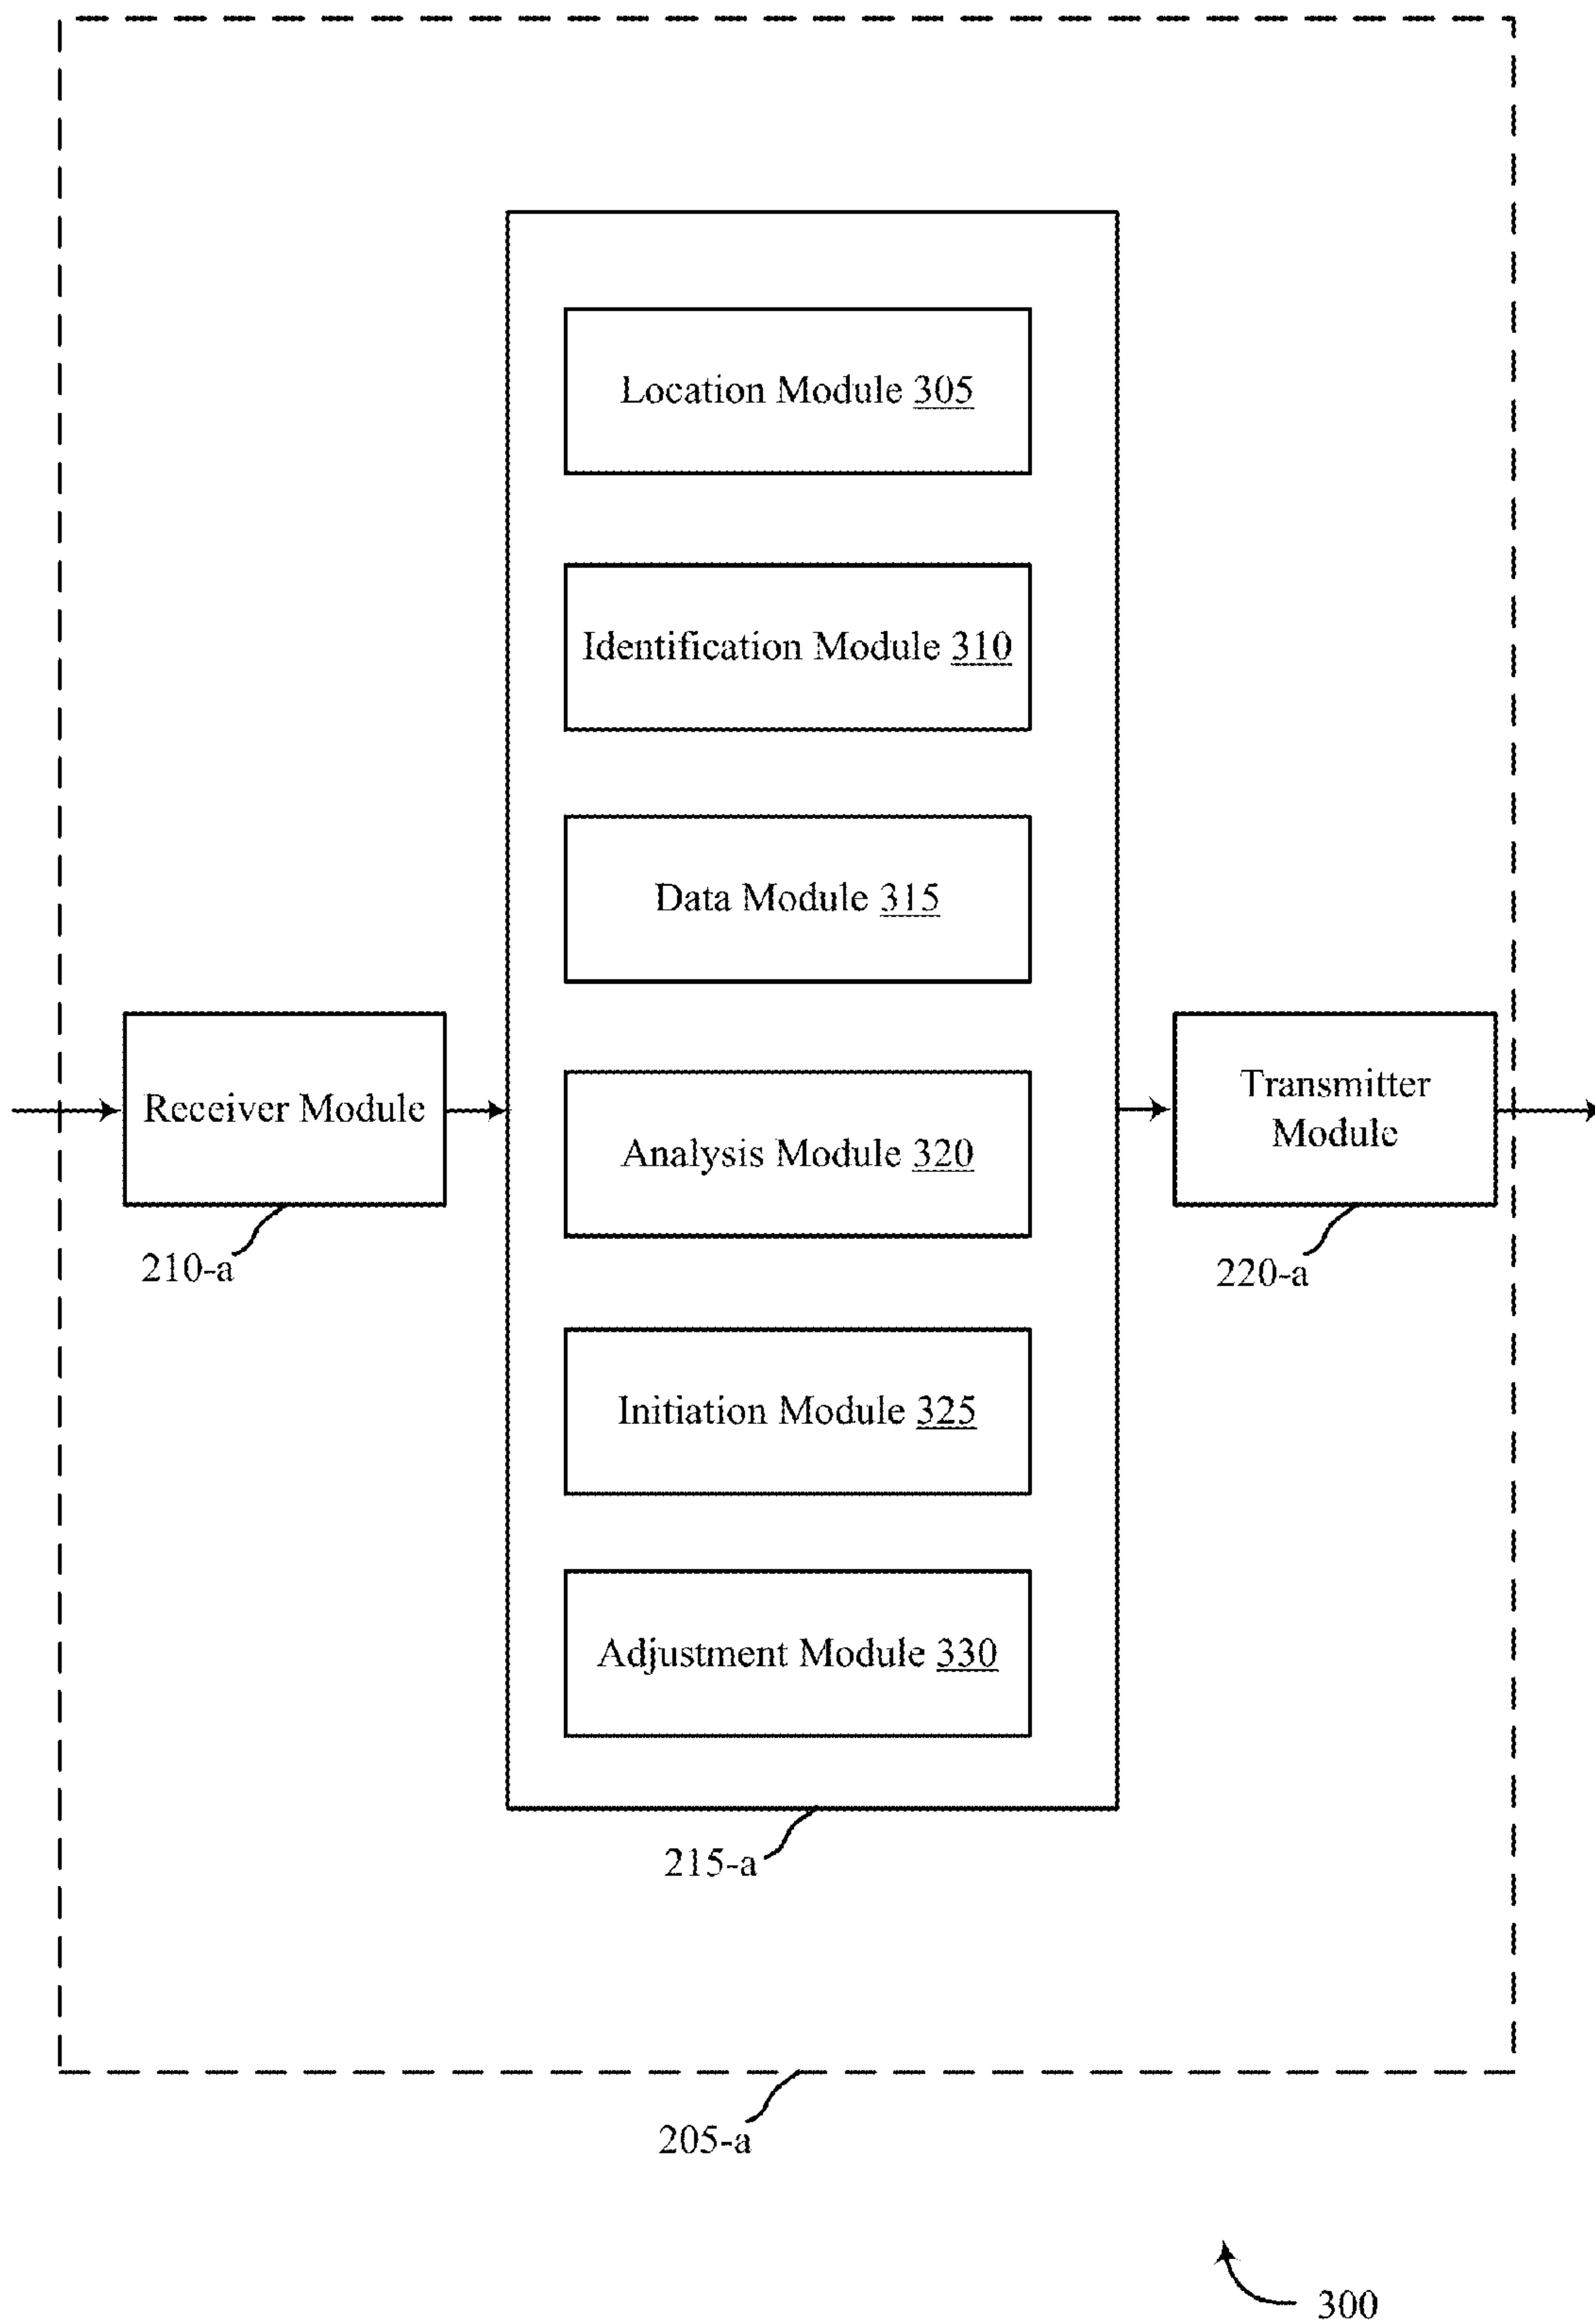 Location Module 305
Identification Module 310
Data Module 315
Receiver Module
Transmitter
Module
Analysis Module 320
210-a
220-a
Initiation Module 325
Adjustment Module 330
215-a
205-a
300